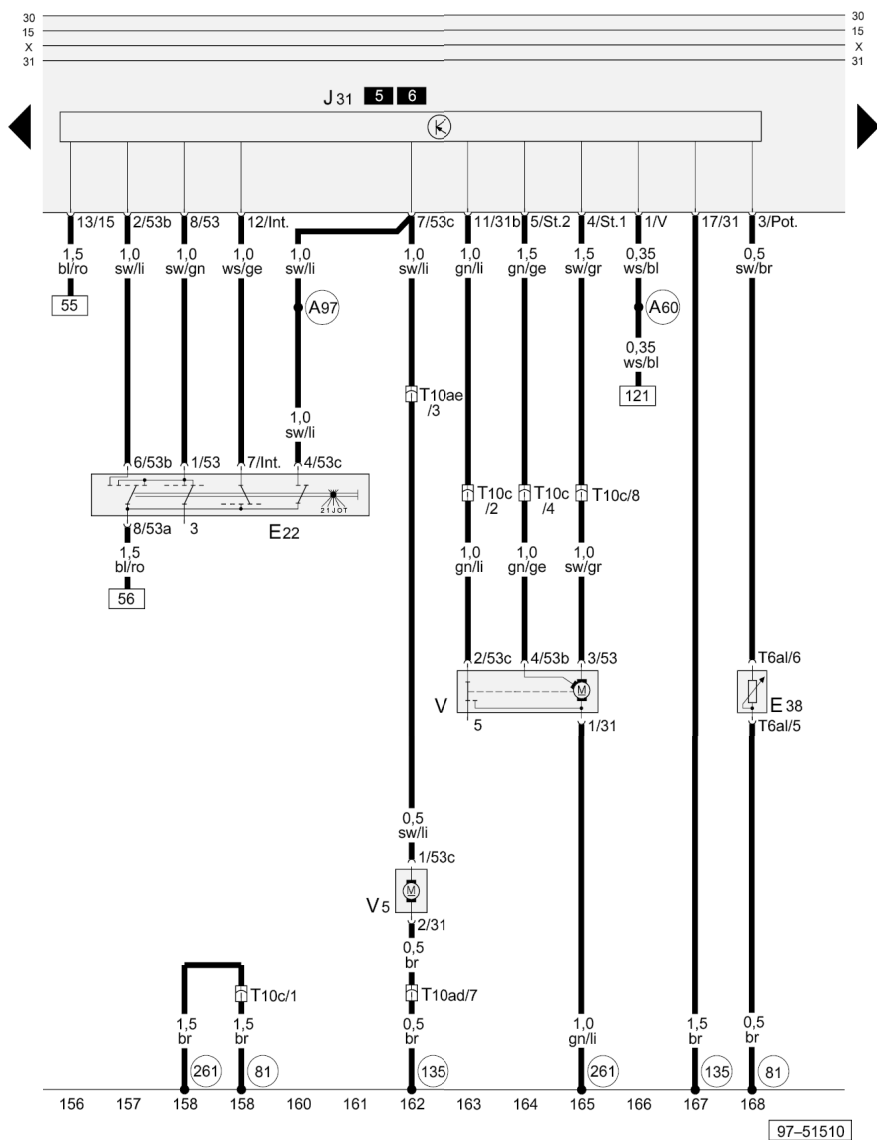 30 30
15 15
X X
31 31
J 31 5 6
13/15 2/53b 8/53 12/Int. 7/53c 11/31b 5/St.2 4/St.1 1/V 17/31 3/Pot.
1,5 1,0 1,0 1,0 1,0 1,0 1,0 1,5 1,5 0,35 0,5
bl/ro sw/li sw/gn ws/ge sw/li sw/li gn/li gn/ge sw/gr ws/bl sw/br
55 A97 A60
0,35
ws/bl
T10ae
/3
121
1,0
sw/li
6/53b 1/53 7/Int. 4/53c
T10c T10c T10c/8
/2 /4
2 1 J 0 T
8/53a 3 E22
1,5 1,0 1,0 1,0
bl/ro gn/li gn/ge sw/gr
56
2/53c 4/53b 3/53 T6al/6
M
V E 38
5 1/31 T6al/5
0,5
sw/li
1/53c
M
V 5
2/31
0,5
br
T10c/1 T10ad/7
1,5 1,5 0,5 1,0 1,5 0,5
br br br gn/li br br
261 81 135 261 135 81
156 157 158 158 160 161 162 163 164 165 166 167 168
97–51510